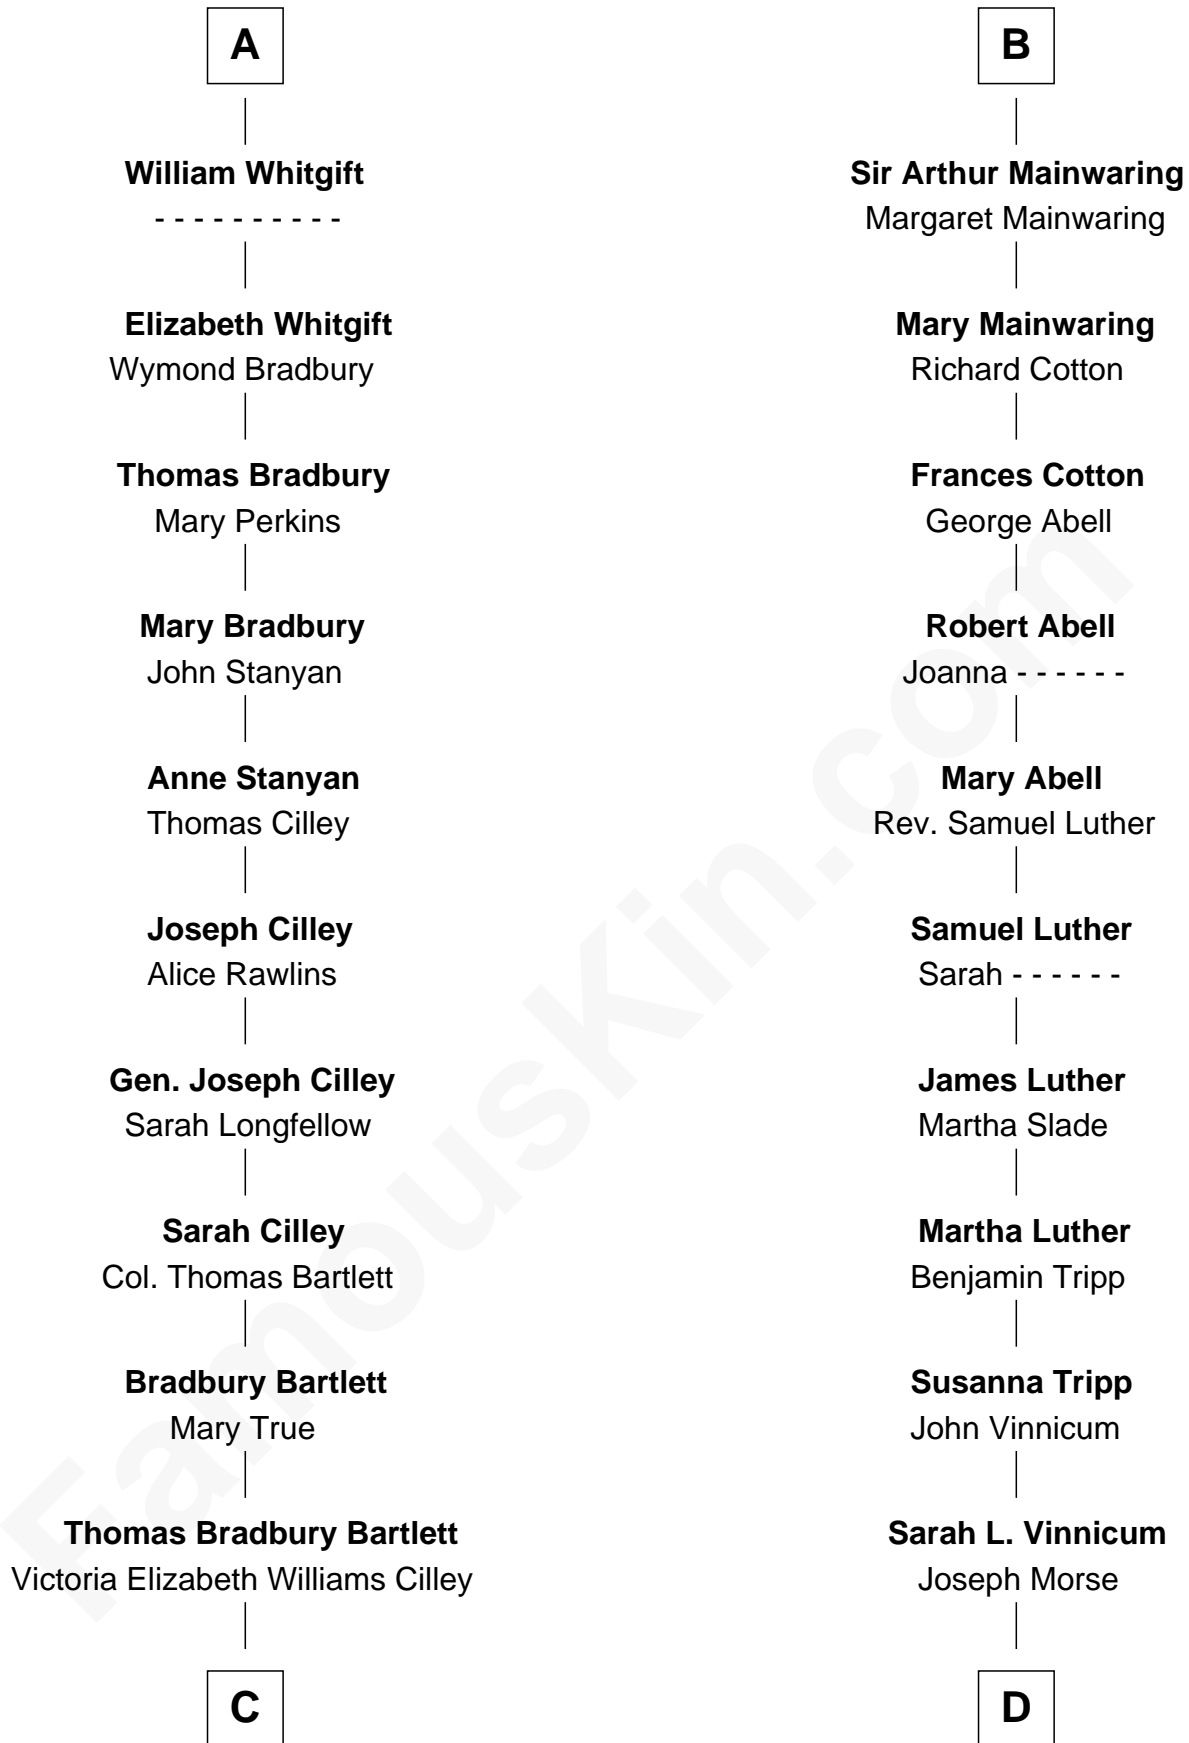 A
William Whitgift
- - - - - - - - - -
Elizabeth Whitgift
Wymond Bradbury
Thomas Bradbury
Mary Perkins
Mary Bradbury
John Stanyan
Anne Stanyan
Thomas Cilley
Joseph Cilley
Alice Rawlins
Gen. Joseph Cilley
Sarah Longfellow
Sarah Cilley
Col. Thomas Bartlett
Bradbury Bartlett
Mary True
Thomas Bradbury Bartlett
Victoria Elizabeth Williams Cilley
C
B
Sir Arthur Mainwaring
Margaret Mainwaring
Mary Mainwaring
Richard Cotton
Frances Cotton
George Abell
Robert Abell
Joanna - - - - - -
Mary Abell
Rev. Samuel Luther
Samuel Luther
Sarah - - - - - -
James Luther
Martha Slade
Martha Luther
Benjamin Tripp
Susanna Tripp
John Vinnicum
Sarah L. Vinnicum
Joseph Morse
D
FamousKin.com